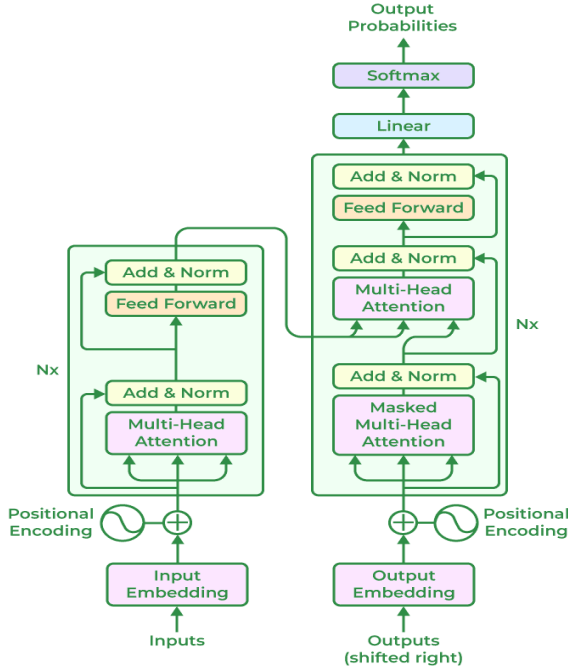 Output
Probabilities
Softmax
Linear
Add & Norm
Feed Forward
Add & Norm
Multi-Head
Attention
Nx
Add & Norm
Masked
Multi-Head
Attention
Add & Norm
Feed Forward
Nx
Add & Norm
Multi-Head
Attention
Positional
Encoding
Positional
Encoding
Input
Embedding
Output
Embedding
Inputs
Outputs
(shifted right)